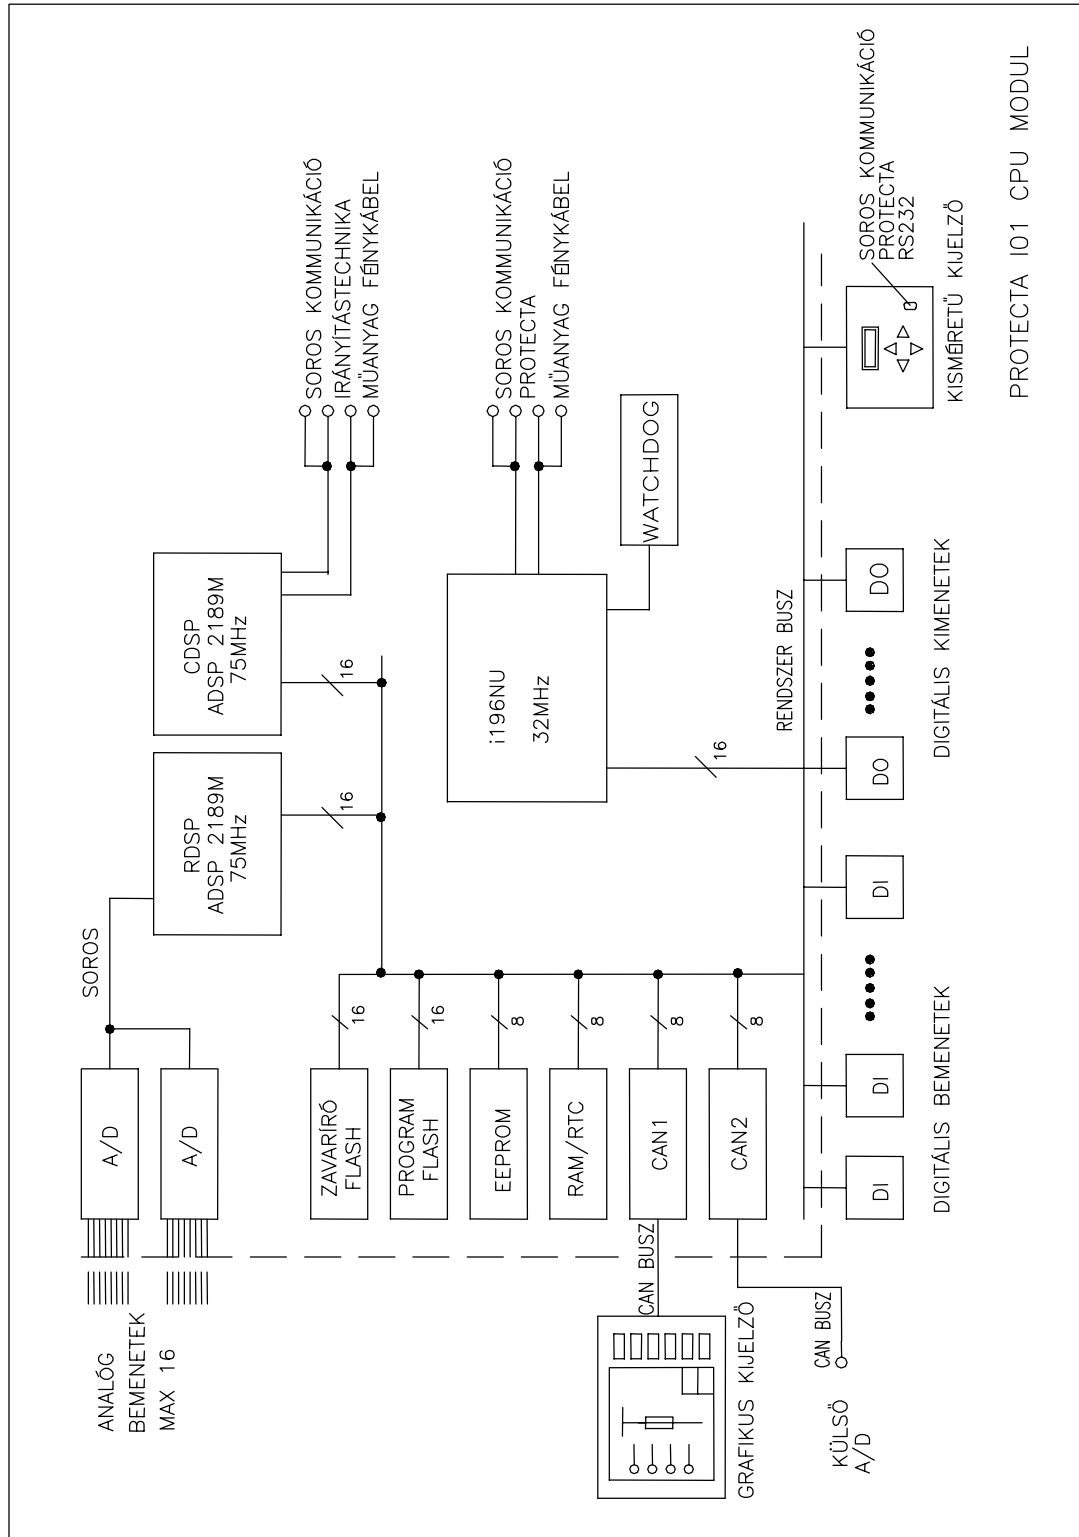 ANALÓG
BEMENETEK
MAX 16
A/D
A/D
SOROS
RDSP
ADSP 2189M
75MHz
16
CDSP
ADSP 2189M
75MHz
16
SOROS KOMMUNIKÁCIÓ
IRÁNYÍTÁSTECHNIKA
MŰANYAG FÉNYKÁBEL
ZAVARÍRÓ
FLASH
16
PROGRAM
FLASH
16
EEPROM
8
RAM/RTC
8
CAN1
8
CAN2
8
i196NU
32MHz
16
SOROS KOMMUNIKÁCIÓ
PROTECTA
MŰANYAG FÉNYKÁBEL
WATCHDOG
CAN BUSZ
GRAFIKUS KIJELZŐ
CAN BUSZ
KÜLSŐ
A/D
RENDSZER BUSZ
DI
DI
DI
DO
DO
DIGITÁLIS BEMENETEK
DIGITÁLIS KIMENETEK
SOROS KOMMUNIKÁCIÓ
PROTECTA
RS232
KISMÉRETŰ KIJELZŐ
PROTECTA I01 CPU MODUL